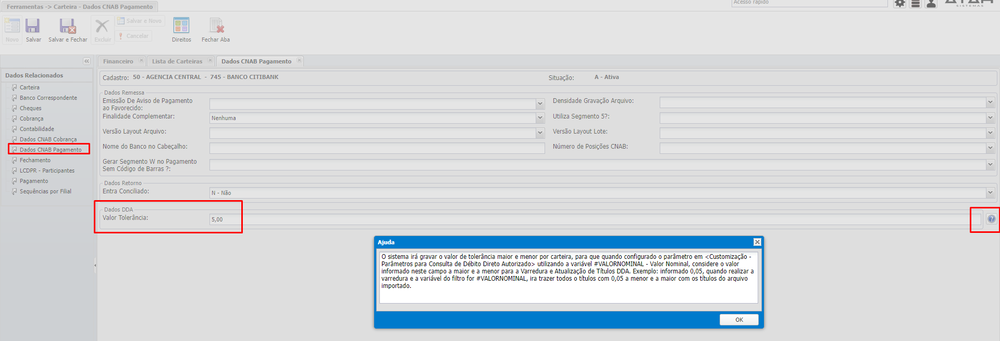 Ferramentas -> Carteira - Dados CNAB Pagamento
Acesso rápido
SISTEMAS
Novo
Salvar
Salvar e Fechar
Excluir
Salvar e Novo
Cancelar
Direitos
Fechar Aba
Financeiro
Lista de Carteiras
Dados CNAB Pagamento
Dados Relacionados
Carteira
Banco Correspondente
Cheques
Cobrança
Contabilidade
Dados CNAB Cobrança
Dados CNAB Pagamento
Fechamento
LCDPR - Participantes
Pagamento
Sequências por Filial
Cadastro: 50 - AGENCIA CENTRAL - 745 - BANCO CITIBANK
Situação: A - Ativa
Dados Remessa
Emissão De Aviso de Pagamento
ao Favorecido:
Densidade Gravação Arquivo:
Finalidade Complementar: Nenhuma
Utiliza Segmento 5?:
Versão Layout Arquivo:
Versão Layout Lote:
Nome do Banco no Cabeçalho:
Número de Posições CNAB:
Gerar Segmento W no Pagamento
Sem Código de Barras ?:
Dados Retorno
Entra Conciliado: N - Não
Dados DDA
Valor Tolerância: 5,00
Ajuda
O sistema irá gravar o valor de tolerância maior e menor por carteira, para que quando configurado o parâmetro em <Customização -
Parâmetros para Consulta de Débito Direto Autorizado> utilizando a variável #VALORNOMINAL - Valor Nominal, considere o valor
informado neste campo a maior e a menor para a Varredura e Atualização de Títulos DDA. Exemplo: informado 0,05, quando realizar a
varredura e a variável do filtro for #VALORNOMINAL, ira trazer todos o títulos com 0,05 a menor e a maior com os títulos do arquivo
importado.
OK